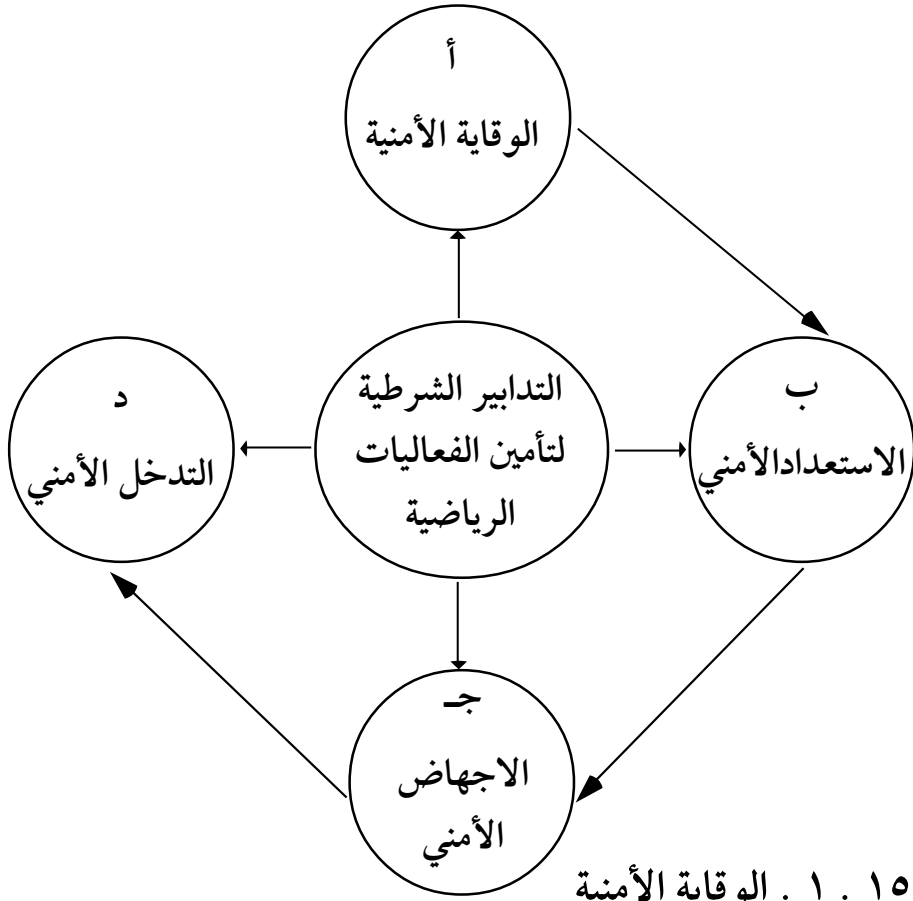 أ
الوقاية الأمنية
التدابير الشرطية
لتأمين الفعاليات
الرياضية
ب
الاستعدادالأمني
د
التدخل الأمني
جـ
الاجهاض
الأمني
١٥ . ١ . الوقاية الأمنية